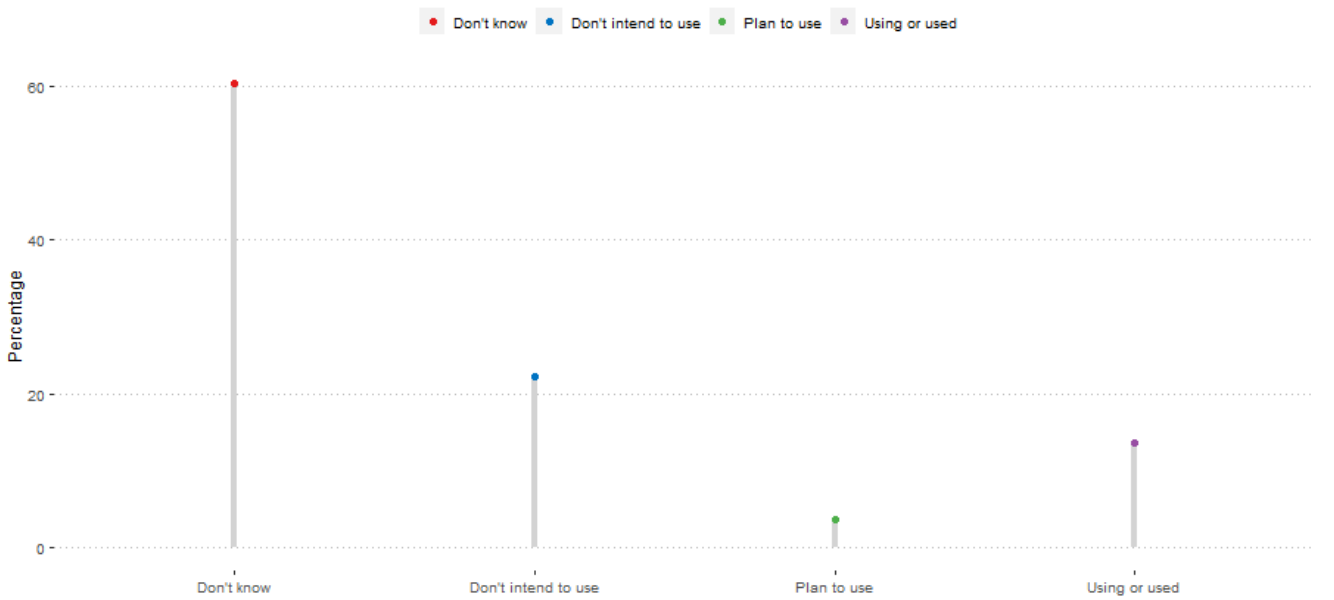 Don't know Don't intend to use Plan to use Using or used
60
40
20
0
Percentage
Don't know Don't intend to use Plan to use Using or used